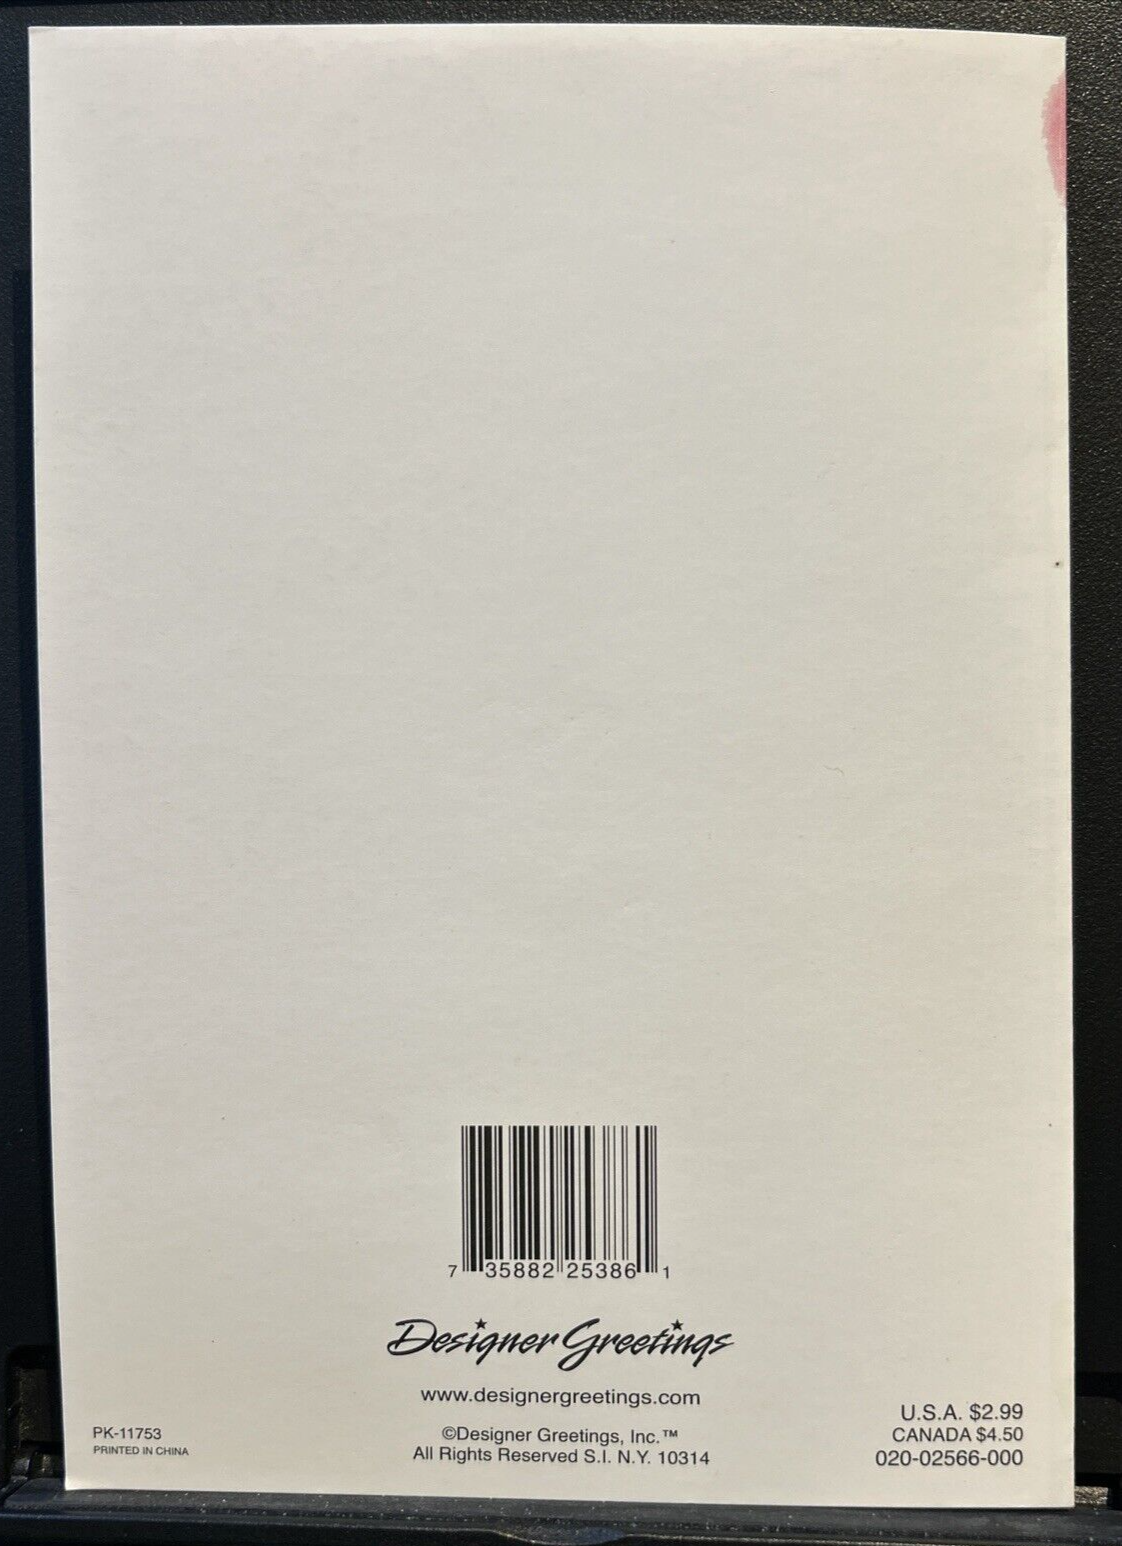 7 35882 25386 1
Designer Greetings
www.designergreetings.com
©Designer Greetings, Inc.™
All Rights Reserved S.I. N.Y. 10314
PK-11753
PRINTED IN CHINA
U.S.A. $2.99
CANADA $4.50
020-02566-000